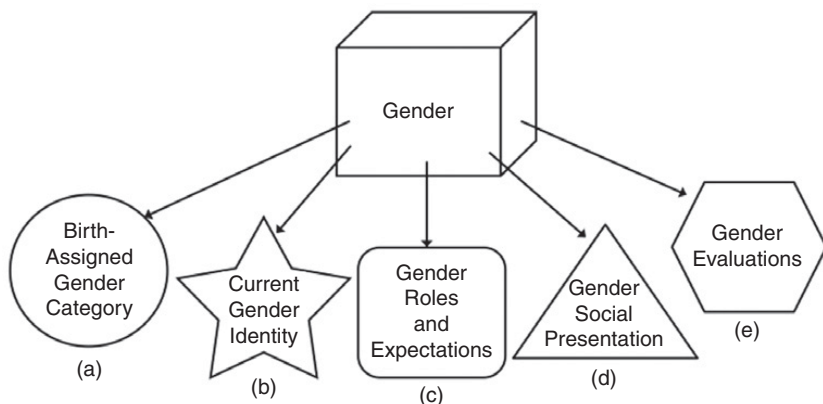 Gender
Birth-
Assigned
Gender
Category
(a)
Current
Gender
Identity
(b)
Gender
Roles
and
Expectations
(c)
Gender
Social
Presentation
(d)
Gender
Evaluations
(e)